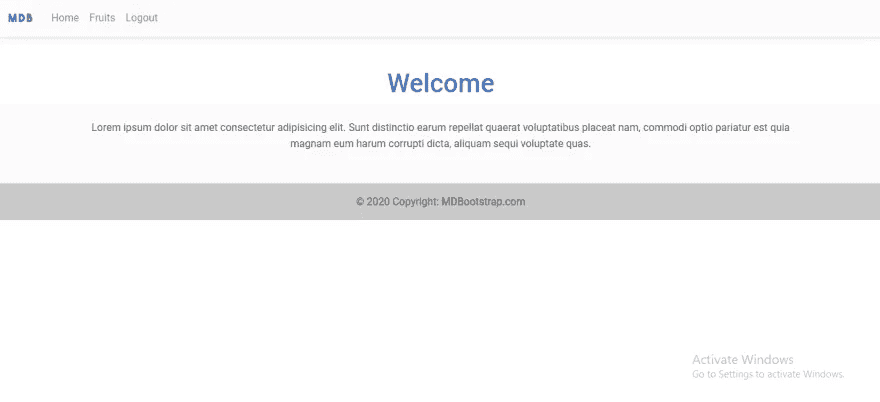 MDB Home Fruits Logout
Welcome
Lorem ipsum dolor sit amet consectetur adipisicing elit. Sunt distinctio earum repellat quaerat voluptatibus placeat nam, commodi optio pariatur est quia
magnam eum harum corrupti dicta, aliquam sequi voluptate quas.
© 2020 Copyright: MDBootstrap.com
Activate Windows
Go to Settings to activate Windows.